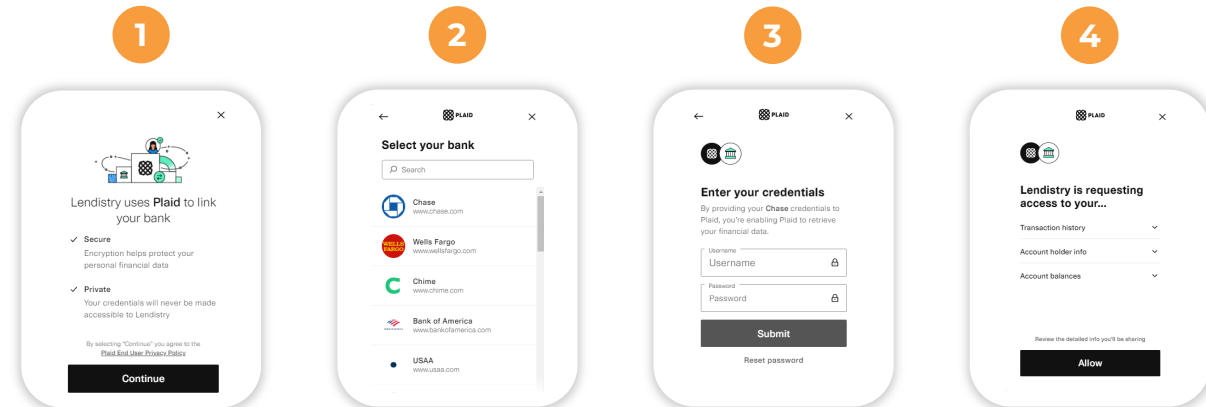 1
Lendistry uses Plaid to link
your bank
Secure
Encryption helps protect your
personal financial data
Private
Your credentials will never be made
accessible to Lendistry
By selecting "Continue" you agree to the
Plaid End User Privacy Policy
Continue
2
PLAID
Select your bank
Search
Chase
www.chase.com
WELLS
FARGO
Wells Fargo
www.wellsfargo.com
Chime
www.chime.com
Bank of America
www.bankofamerica.com
USAA
www.usaa.com
3
PLAID
Enter your credentials
By providing your Chase credentials to
Plaid, you're enabling Plaid to retrieve
your financial data.
Username
Username
Password
Password
Submit
Reset password
4
PLAID
Lendistry is requesting
access to your...
Transaction history
Account holder info
Account balances
Review the detailed info you'll be sharing
Allow